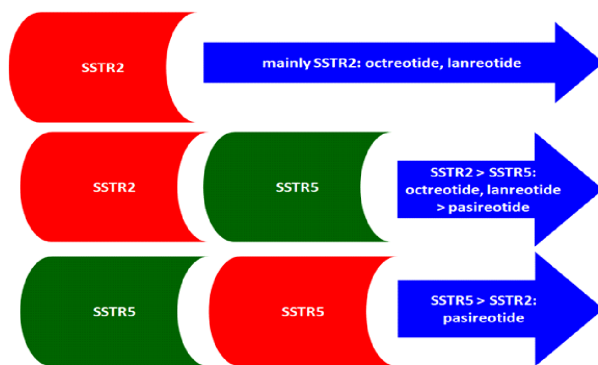 SSTR2
mainly SSTR2: octreotide, lanreotide
SSTR2
SSTR5
SSTR2 > SSTR5:
octreotide, lanreotide
> pasireotide
SSTR5
SSTR5
SSTR5 > SSTR2:
pasireotide